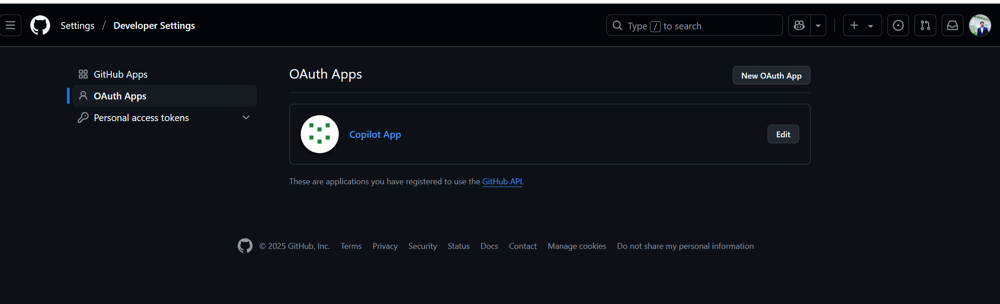 Settings / Developer Settings
Type / to search
GitHub Apps
OAuth Apps
Personal access tokens
OAuth Apps
New OAuth App
Copilot App
Edit
These are applications you have registered to use the GitHub API.
© 2025 GitHub, Inc. Terms Privacy Security Status Docs Contact Manage cookies Do not share my personal information